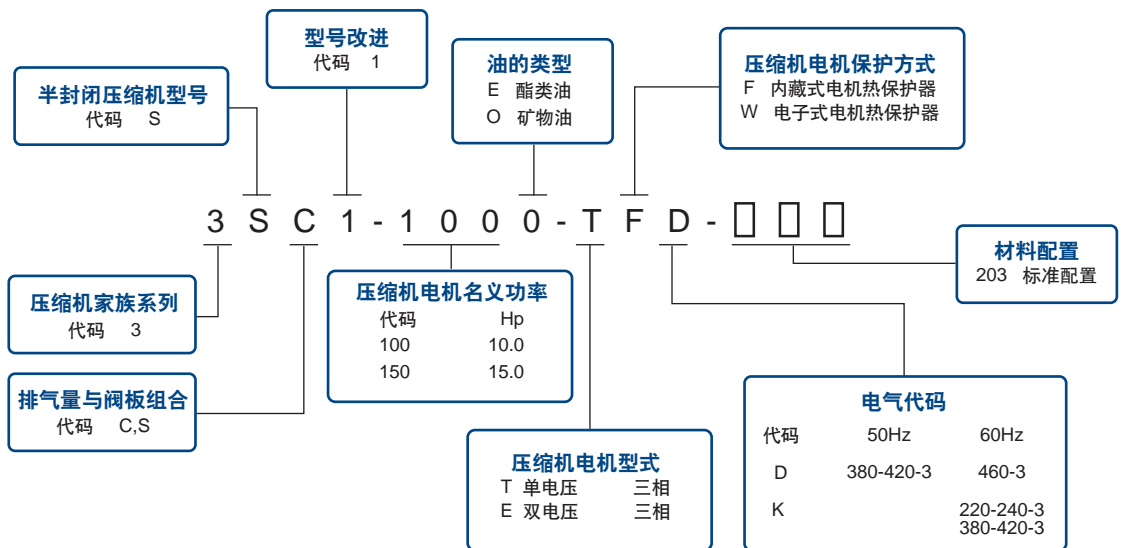 型号改进
代码 1
油的类型
E 酯类油
O 矿物油
压缩机电机保护方式
F 内藏式电机热保护器
W 电子式电机热保护器
半封闭压缩机型号
代码 S
3 S C 1 - 1 0 0 0 - T F D - □ □ □
材料配置
203 标准配置
压缩机家族系列
代码 3
压缩机电机名义功率
代码 Hp
100 10.0
150 15.0
排气量与阀板组合
代码 C,S
压缩机电机型式
T 单电压 三相
E 双电压 三相
电气代码
代码 50Hz 60Hz
D 380-420-3 460-3
K 220-240-3
380-420-3